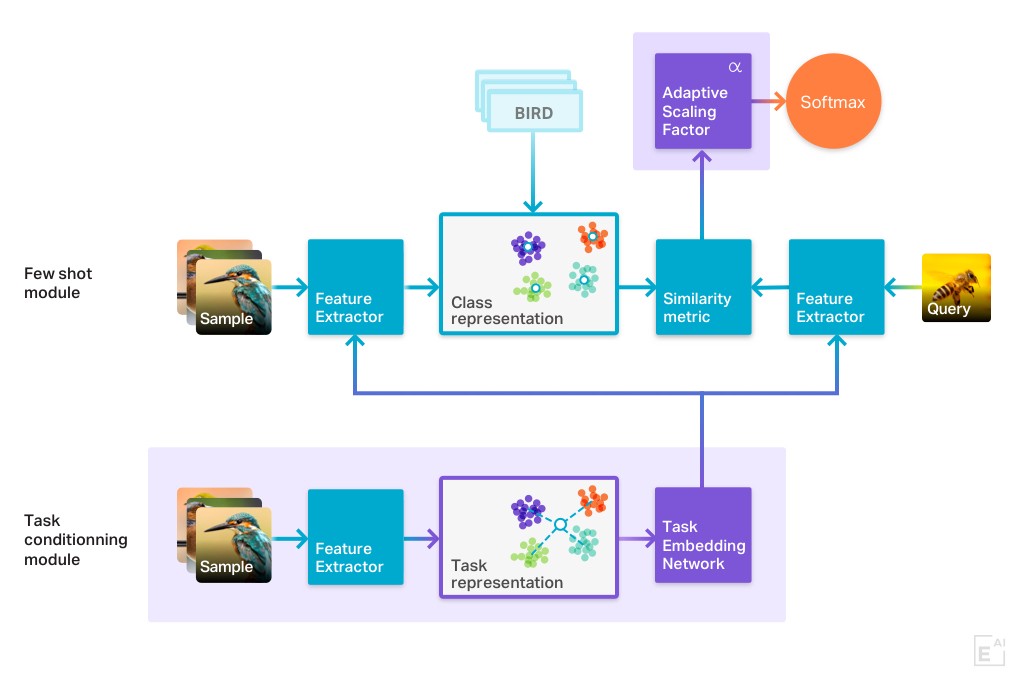 α
Adaptive
Scaling
Factor
Softmax
BIRD
Few shot
module
Sample
Feature
Extractor
Class
representation
Similarity
metric
Feature
Extractor
Query
Task
conditionning
module
Sample
Feature
Extractor
Task
representation
Task
Embedding
Network
E AI